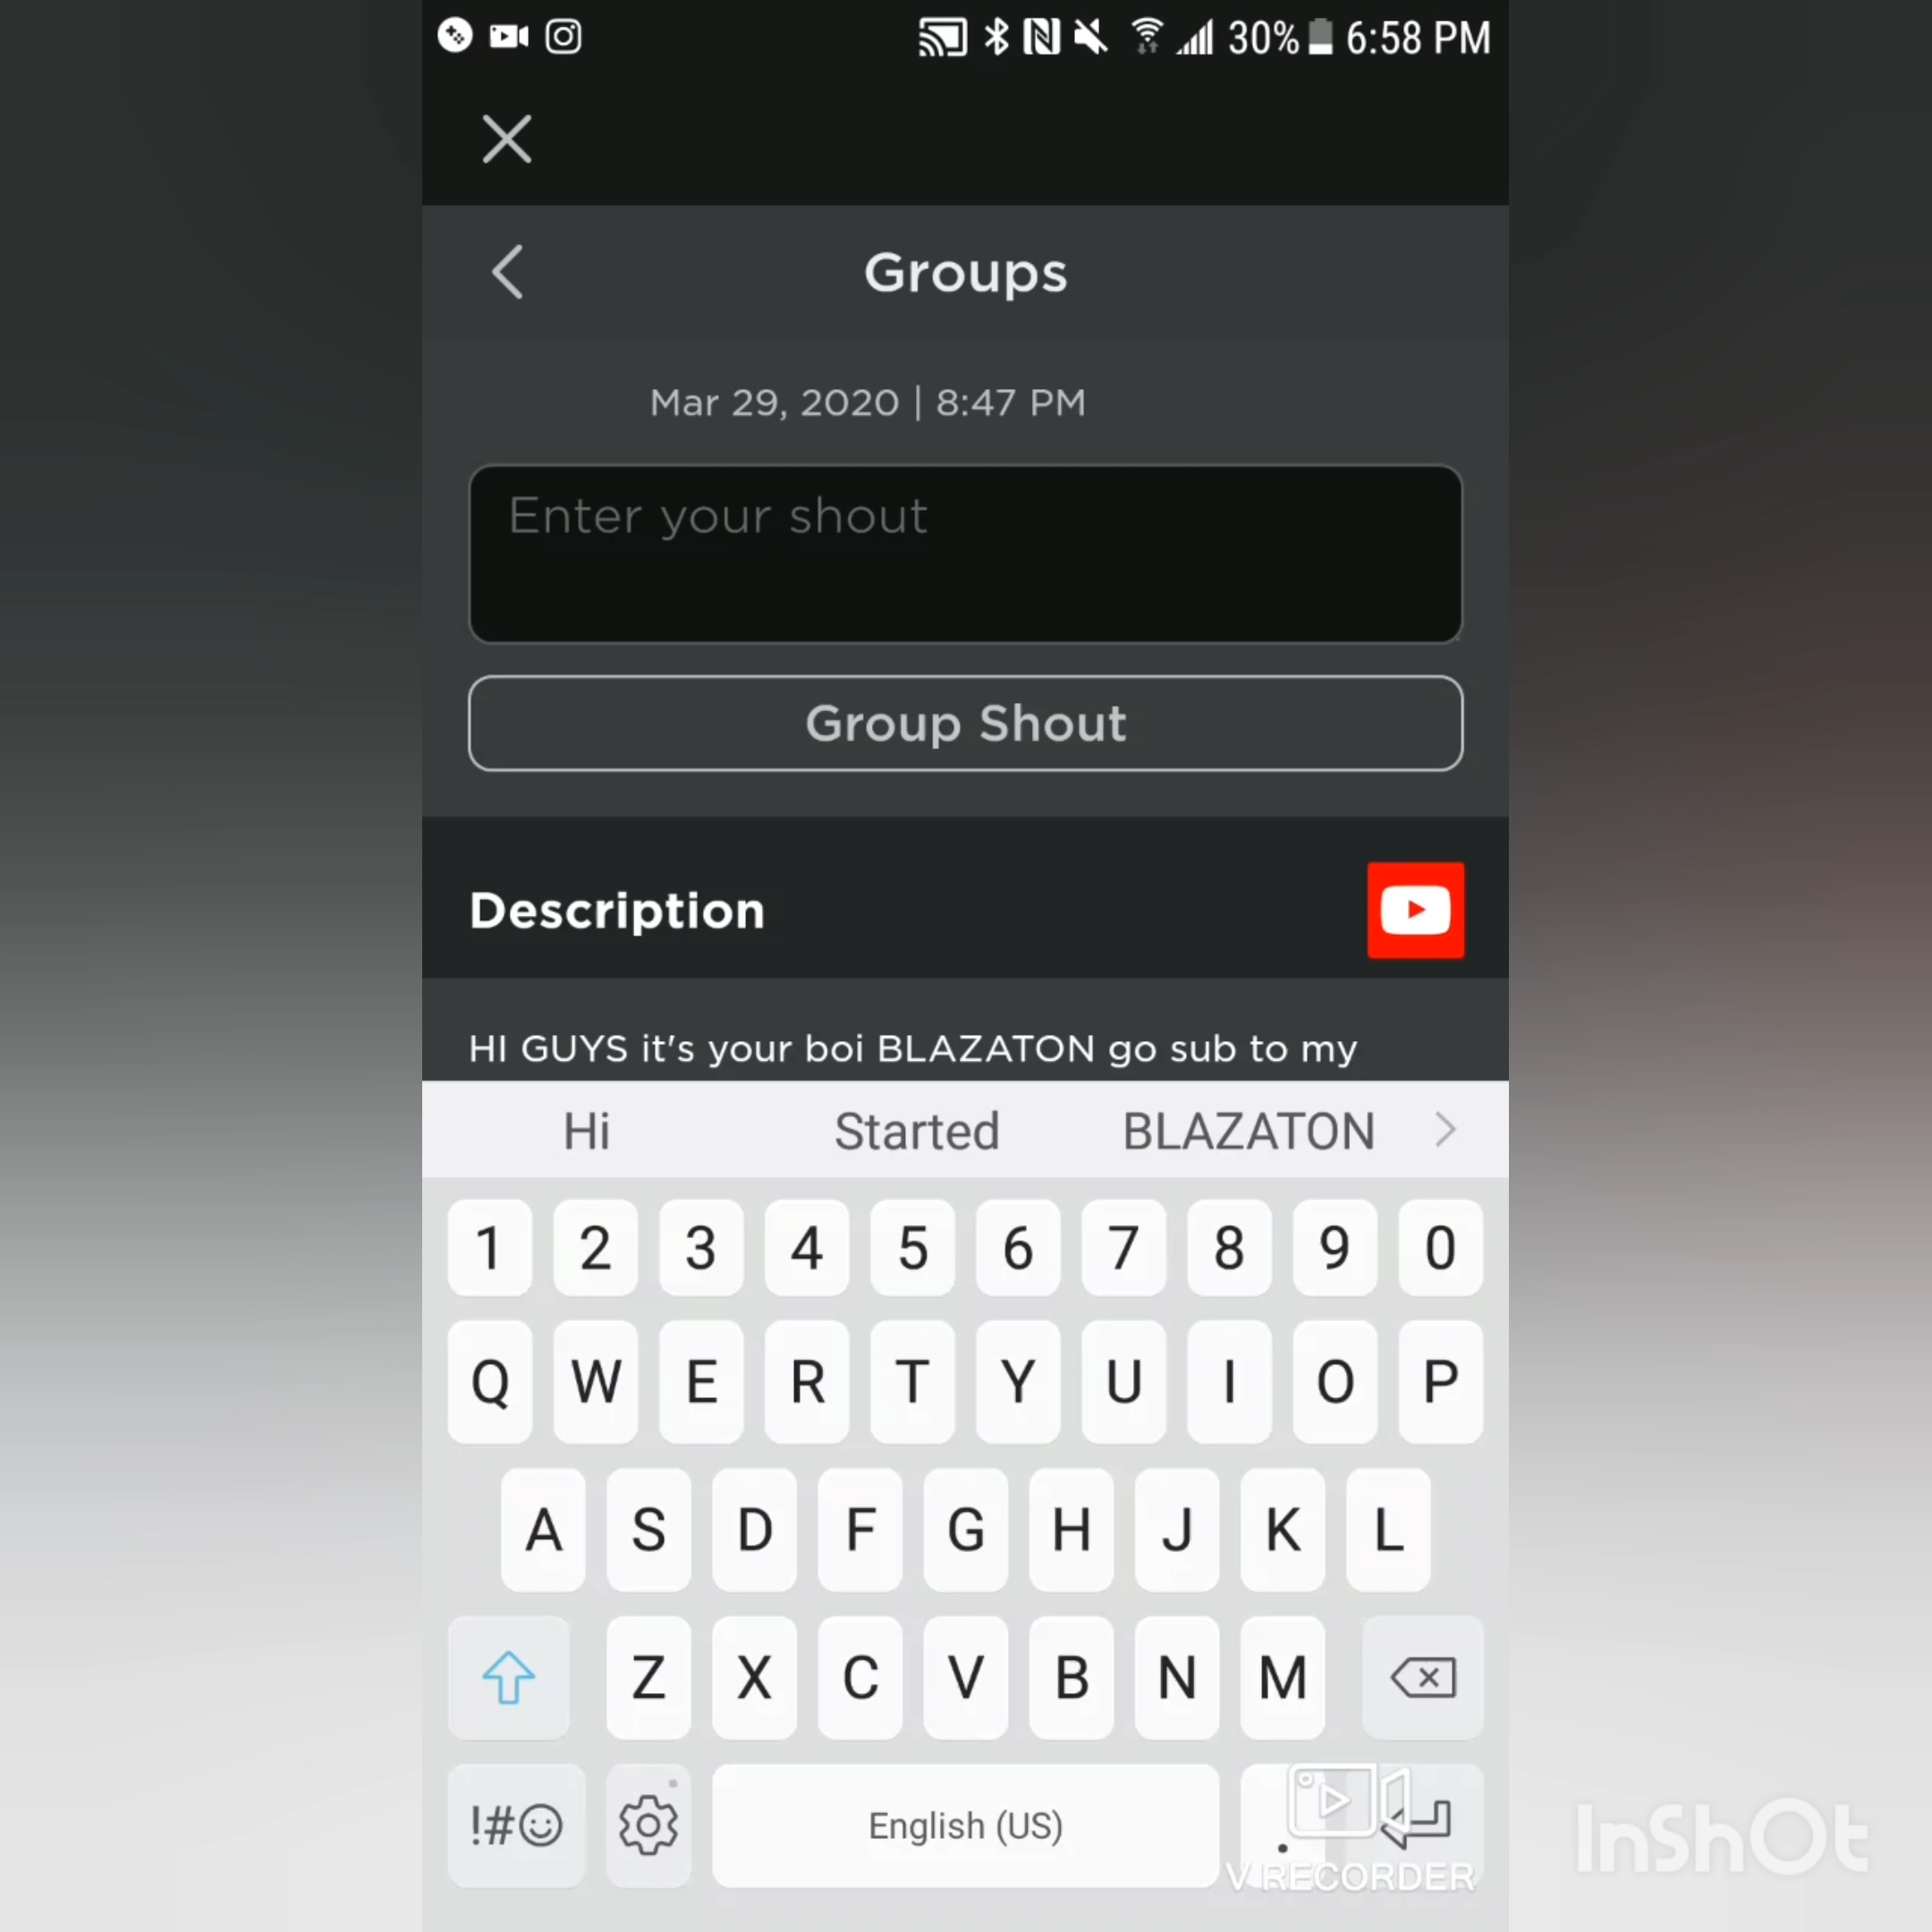 30% 6:58 PM
Groups
Mar 29, 2020 | 8:47 PM
Enter your shout
Group Shout
Description
HI GUYS it's your boi BLAZATON go sub to my
Hi Started BLAZATON
1 2 3 4 5 6 7 8 9 0
Q W E R T Y U I O P
A S D F G H J K L
Z X C V B N M
!#☺ English (US) .
V RECORDER
InShOt